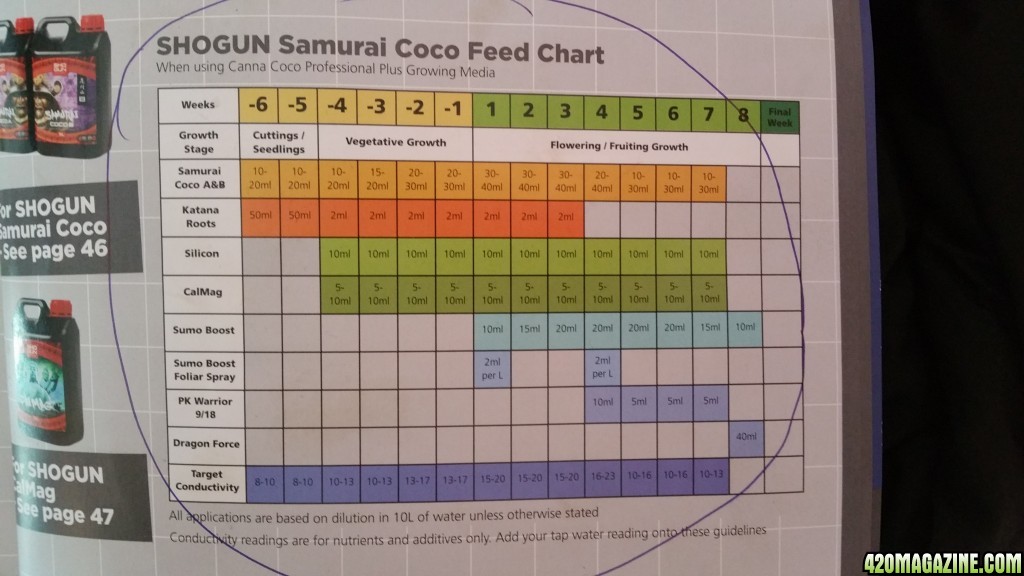 SHOGUN Samurai Coco Feed Chart
When using Canna Coco Professional Plus Growing Media
Weeks -6 -5 -4 -3 -2 -1 1 2 3 4 5 6 7 8 Final Week
Growth Stage Cuttings / Seedlings Vegetative Growth Flowering / Fruiting Growth
Samurai Coco A&B 10-20ml 10-20ml 10-20ml 15-20ml 20-30ml 20-30ml 30-40ml 30-40ml 30-40ml 20-40ml 10-30ml 10-30ml 10-30ml
Katana Roots 50ml 50ml 2ml 2ml 2ml 2ml 2ml 2ml 2ml
Silicon 10ml 10ml 10ml 10ml 10ml 10ml 10ml 10ml 10ml 10ml 10ml
CalMag 5-10ml 5-10ml 5-10ml 5-10ml 5-10ml 5-10ml 5-10ml 5-10ml 5-10ml 5-10ml 5-10ml
Sumo Boost 10ml 15ml 20ml 20ml 20ml 20ml 15ml 10ml
Sumo Boost Foliar Spray 2ml per L 2ml per L
PK Warrior 9/18 10ml 5ml 5ml 5ml
Dragon Force 40ml
Target Conductivity 8-10 8-10 10-13 10-13 13-17 13-17 15-20 15-20 15-20 16-23 10-16 10-16 10-13
All applications are based on dilution in 10L of water unless otherwise stated
Conductivity readings are for nutrients and additives only. Add your tap water reading onto these guidelines
or SHOGUN
Samurai Coco
See page 46
or SHOGUN
alMag
See page 47
420MAGAZINE.COM